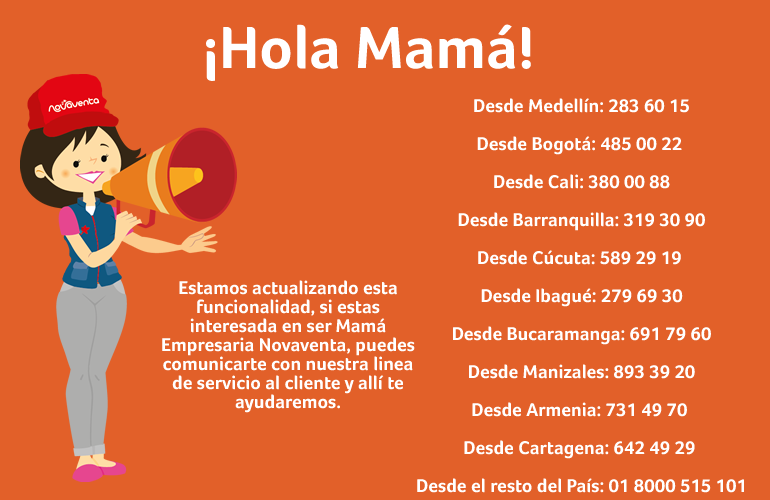 ¡Hola Mamá!
novaventa
Desde Medellín: 283 60 15
Desde Bogotá: 485 00 22
Desde Cali: 380 00 88
Desde Barranquilla: 319 30 90
Desde Cúcuta: 589 29 19
Desde Ibagué: 279 69 30
Desde Bucaramanga: 691 79 60
Desde Manizales: 893 39 20
Desde Armenia: 731 49 70
Desde Cartagena: 642 49 29
Desde el resto del País: 01 8000 515 101
Estamos actualizando esta
funcionalidad, si estas
interesada en ser Mamá
Empresaria Novaventa, puedes
comunicarte con nuestra linea
de servicio al cliente y allí te
ayudaremos.